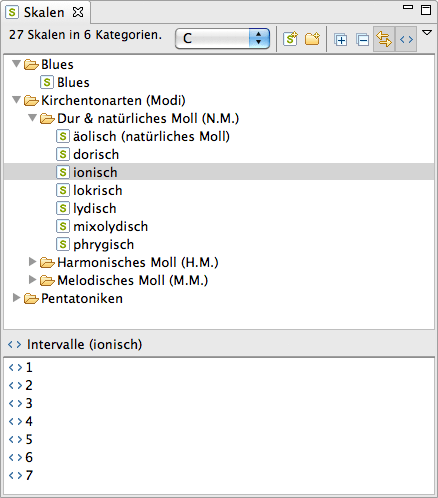 Skalen
27 Skalen in 6 Kategorien. C
Blues
Blues
Kirchentonarten (Modi)
Dur & natürliches Moll (N.M.)
äolisch (natürliches Moll)
dorisch
ionisch
lokrisch
lydisch
mixolydisch
phrygisch
Harmonisches Moll (H.M.)
Melodisches Moll (M.M.)
Pentatoniken
Intervalle (ionisch)
1
2
3
4
5
6
7